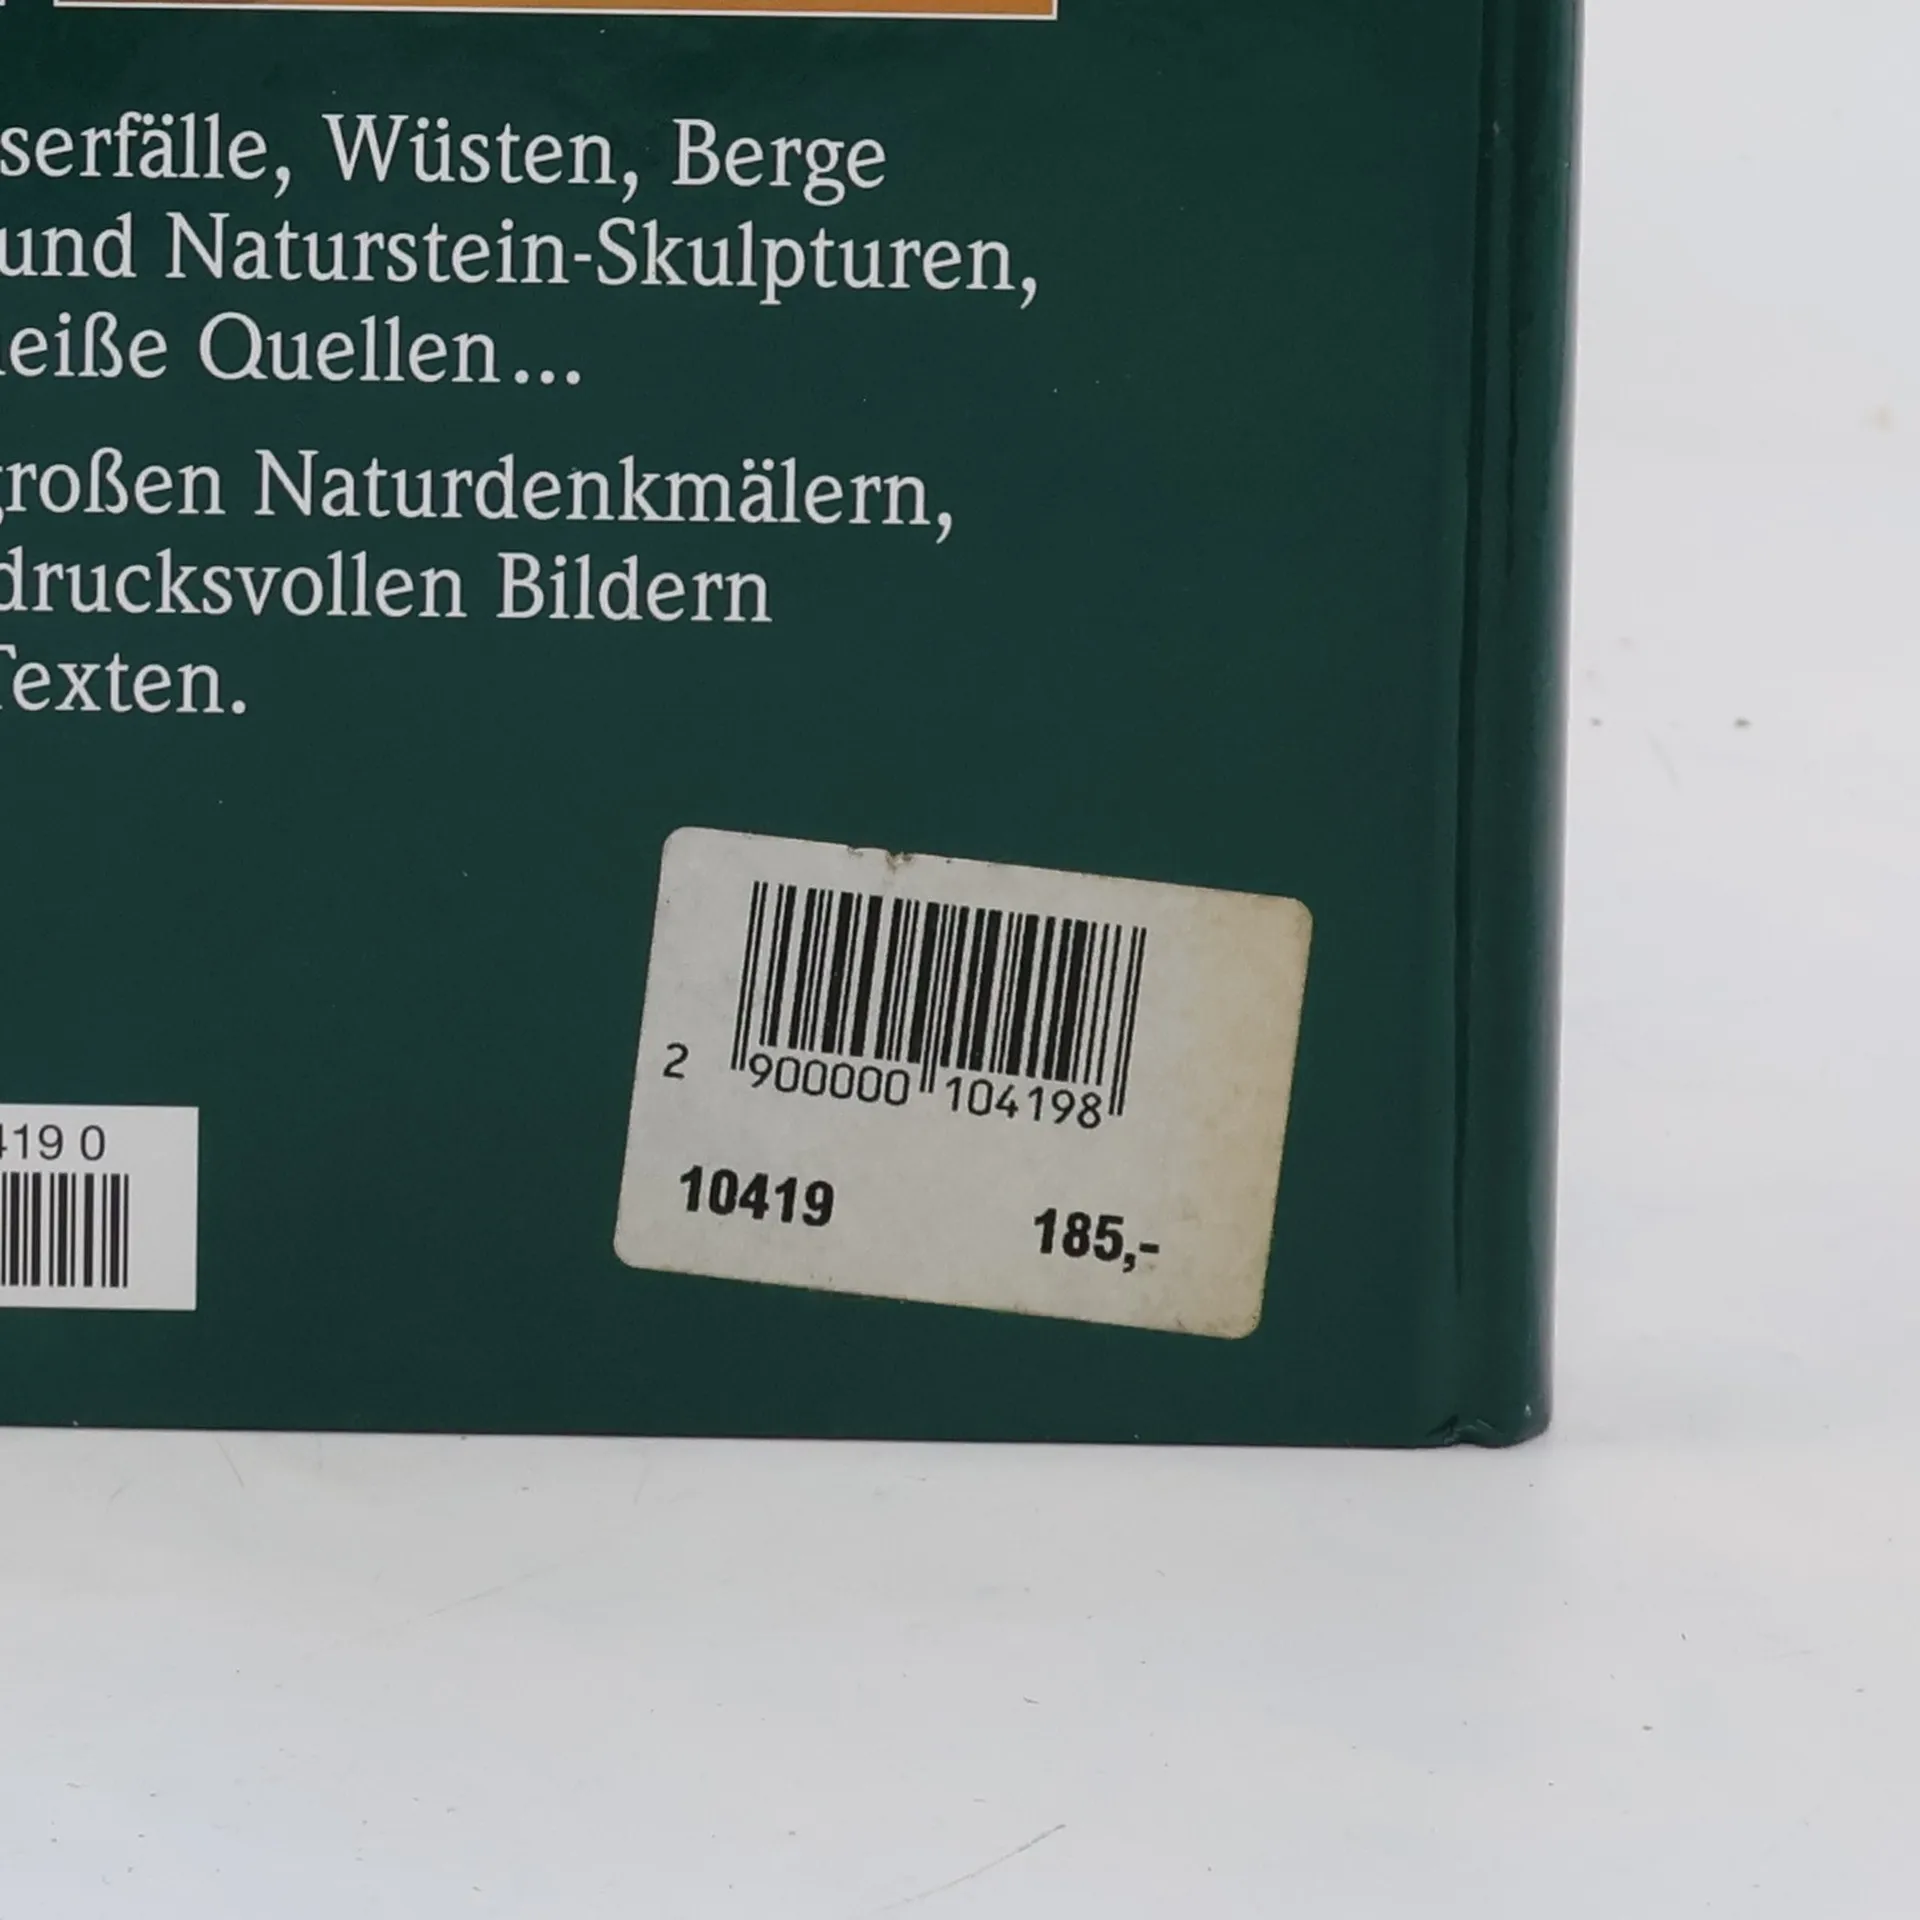 serfälle, Wüsten, Berge
und Naturstein-Skulpturen,
eiße Quellen...
roßen Naturdenkmälern,
drucksvollen Bildern
Texten.
2 900000 104198
419 0
10419 185,-